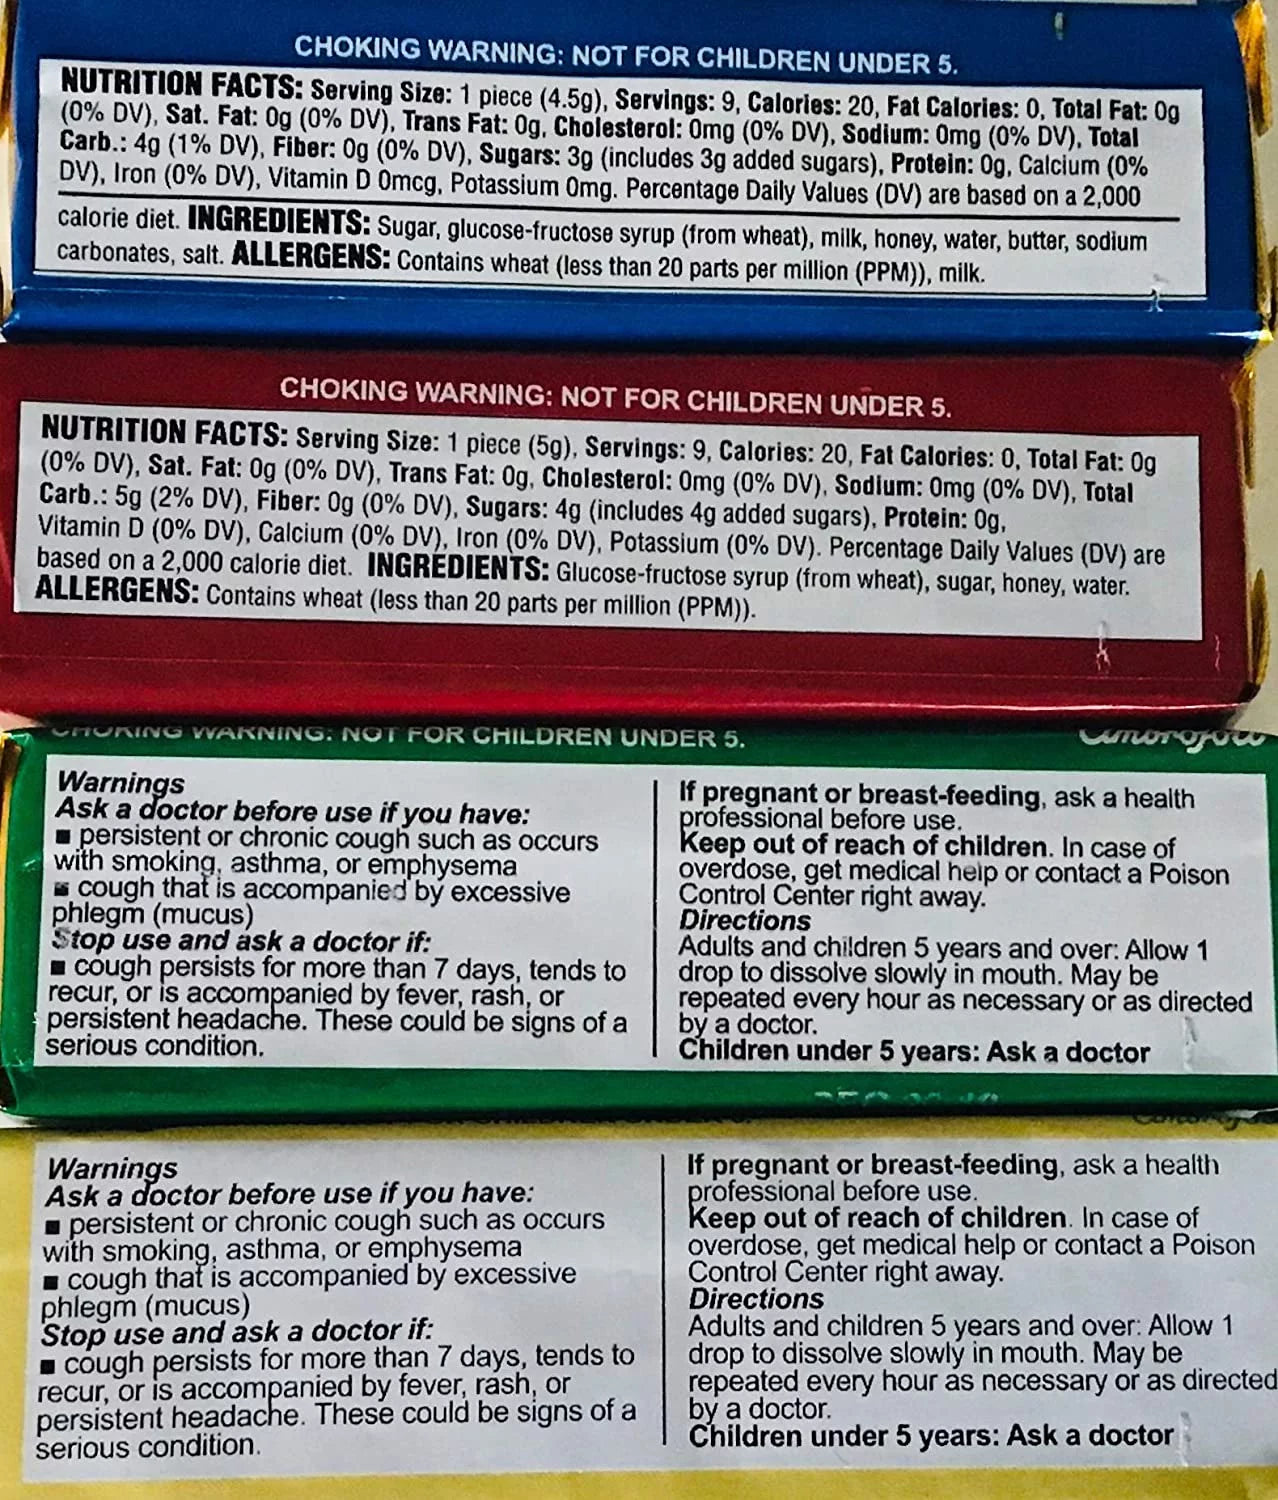 CHOKING WARNING: NOT FOR CHILDREN UNDER 5.
NUTRITION FACTS: Serving Size: 1 piece (4.5g), Servings: 9, Calories: 20, Fat Calories: 0, Total Fat: 0g
(0% DV), Sat. Fat: 0g (0% DV), Trans Fat: 0g, Cholesterol: 0mg (0% DV), Sodium: 0mg (0% DV), Total
Carb.: 4g (1% DV), Fiber: 0g (0% DV), Sugars: 3g (includes 3g added sugars), Protein: 0g, Calcium (0%
DV), Iron (0% DV), Vitamin D 0mcg, Potassium 0mg. Percentage Daily Values (DV) are based on a 2,000
calorie diet. INGREDIENTS: Sugar, glucose-fructose syrup (from wheat), milk, honey, water, butter, sodium
carbonates, salt. ALLERGENS: Contains wheat (less than 20 parts per million (PPM)), milk.
CHOKING WARNING: NOT FOR CHILDREN UNDER 5.
NUTRITION FACTS: Serving Size: 1 piece (5g), Servings: 9, Calories: 20, Fat Calories: 0, Total Fat: 0g
(0% DV), Sat. Fat: 0g (0% DV), Trans Fat: 0g, Cholesterol: 0mg (0% DV), Sodium: 0mg (0% DV), Total
Carb.: 5g (2% DV), Fiber: 0g (0% DV), Sugars: 4g (includes 4g added sugars), Protein: 0g,
Vitamin D (0% DV), Calcium (0% DV), Iron (0% DV), Potassium (0% DV). Percentage Daily Values (DV) are
based on a 2,000 calorie diet. INGREDIENTS: Glucose-fructose syrup (from wheat), sugar, honey, water.
ALLERGENS: Contains wheat (less than 20 parts per million (PPM)).
CHOKING WARNING: NOT FOR CHILDREN UNDER 5.
Warnings
Ask a doctor before use if you have:
■ persistent or chronic cough such as occurs
with smoking, asthma, or emphysema
■ cough that is accompanied by excessive
phlegm (mucus)
Stop use and ask a doctor if:
■ cough persists for more than 7 days, tends to
recur, or is accompanied by fever, rash, or
persistent headache. These could be signs of a
serious condition.
If pregnant or breast-feeding, ask a health
professional before use.
Keep out of reach of children. In case of
overdose, get medical help or contact a Poison
Control Center right away.
Directions
Adults and children 5 years and over: Allow 1
drop to dissolve slowly in mouth. May be
repeated every hour as necessary or as directed
by a doctor.
Children under 5 years: Ask a doctor
Warnings
Ask a doctor before use if you have:
■ persistent or chronic cough such as occurs
with smoking, asthma, or emphysema
■ cough that is accompanied by excessive
phlegm (mucus)
Stop use and ask a doctor if:
■ cough persists for more than 7 days, tends to
recur, or is accompanied by fever, rash, or
persistent headache. These could be signs of a
serious condition.
If pregnant or breast-feeding, ask a health
professional before use.
Keep out of reach of children. In case of
overdose, get medical help or contact a Poison
Control Center right away.
Directions
Adults and children 5 years and over: Allow 1
drop to dissolve slowly in mouth. May be
repeated every hour as necessary or as directed
by a doctor.
Children under 5 years: Ask a doctor